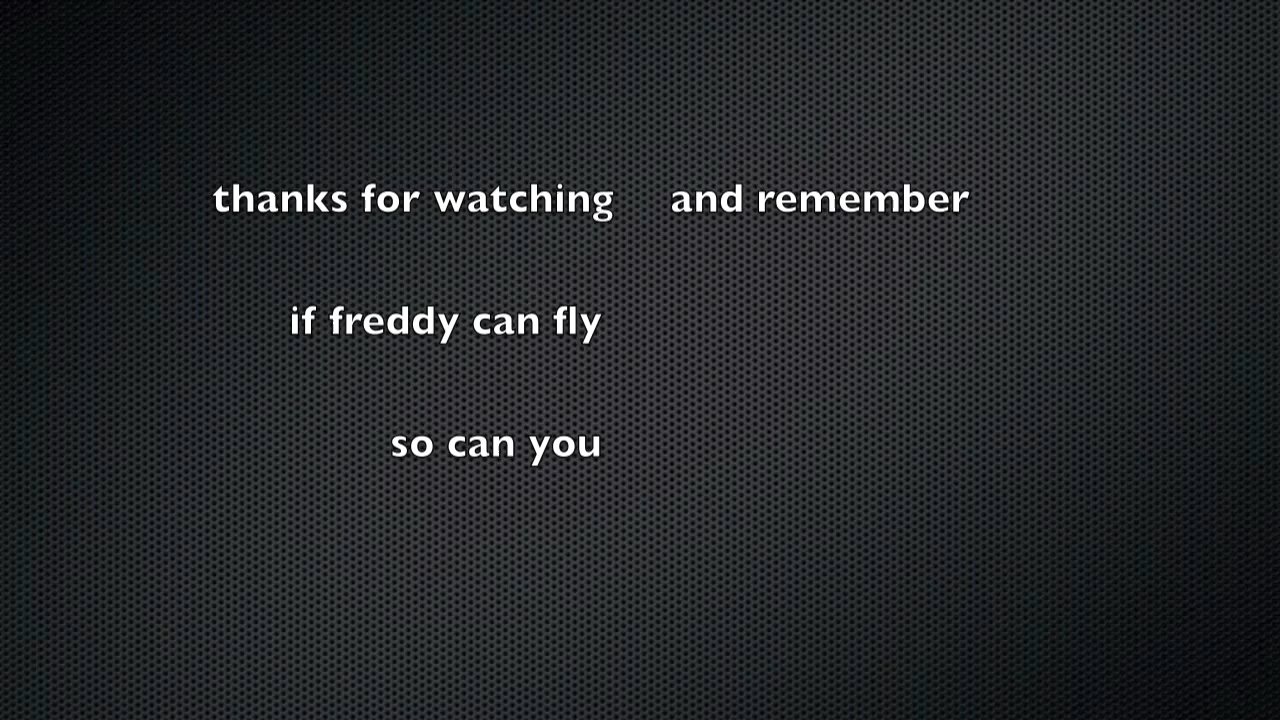 thanks for watching and remember
if freddy can fly
so can you